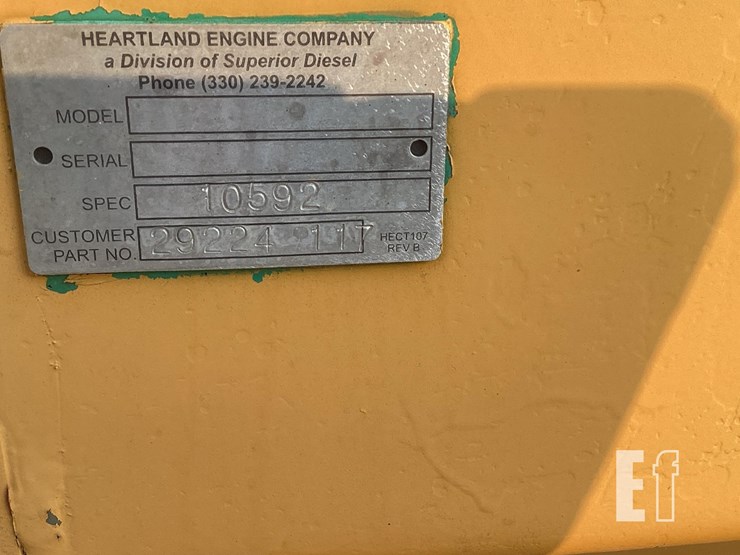 HEARTLAND ENGINE COMPANY
a Division of Superior Diesel
Phone (330) 239-2242
MODEL
SERIAL
SPEC 10592
CUSTOMER PART NO. 29224 117
HECT107
REV B
Ef